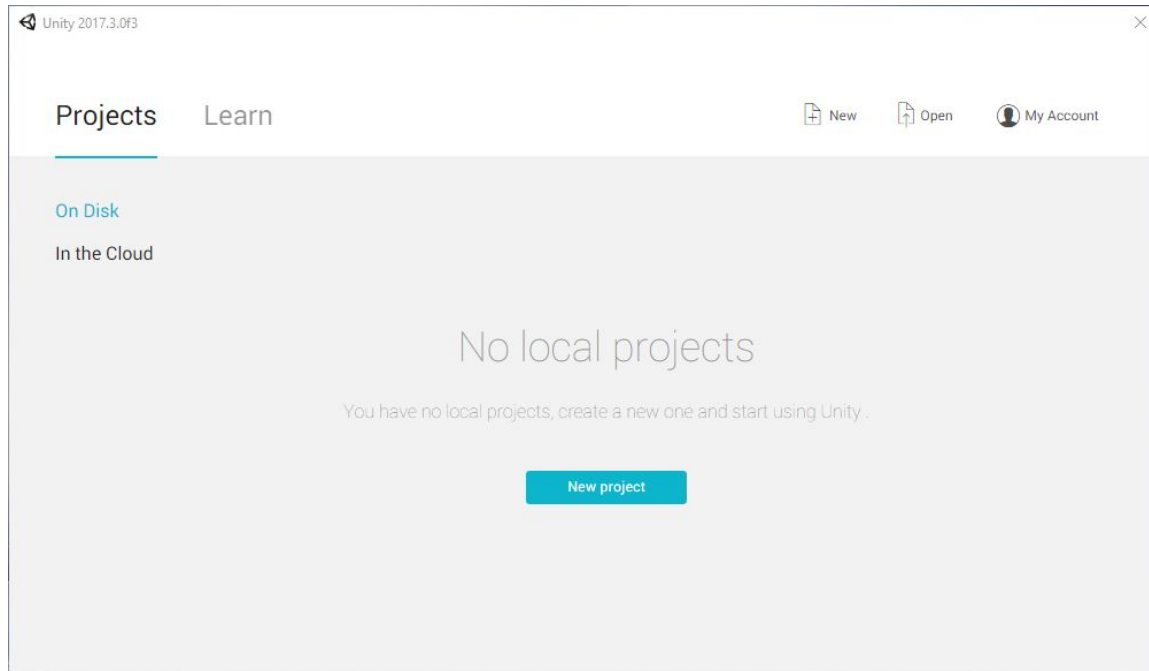 Unity 2017.3.0f3
Projects Learn New Open My Account
On Disk
In the Cloud
No local projects
You have no local projects, create a new one and start using Unity .
New project